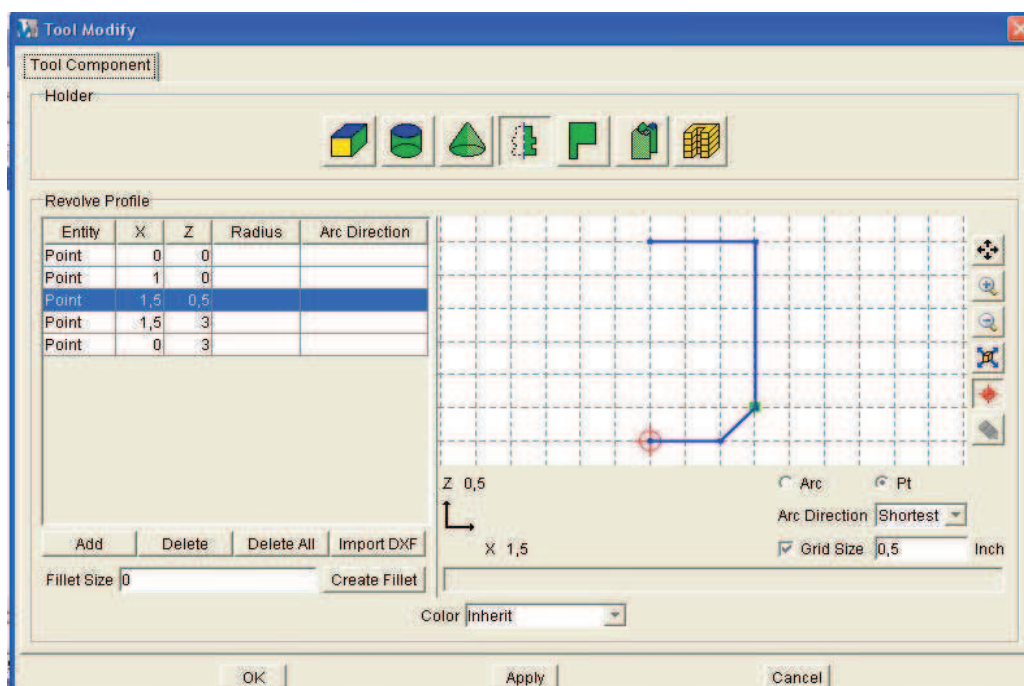 Tool Modify
Tool Component
Holder
Revolve Profile
Entity X Z Radius Arc Direction
Point 0 0
Point 1 0
Point 1,5 0,5
Point 1,5 3
Point 0 3
Z 0,5
Arc Pt
Arc Direction Shortest
Add Delete Delete All Import DXF
X 1,5 Grid Size 0,5 Inch
Fillet Size 0 Create Fillet
Color Inherit
OK Apply Cancel